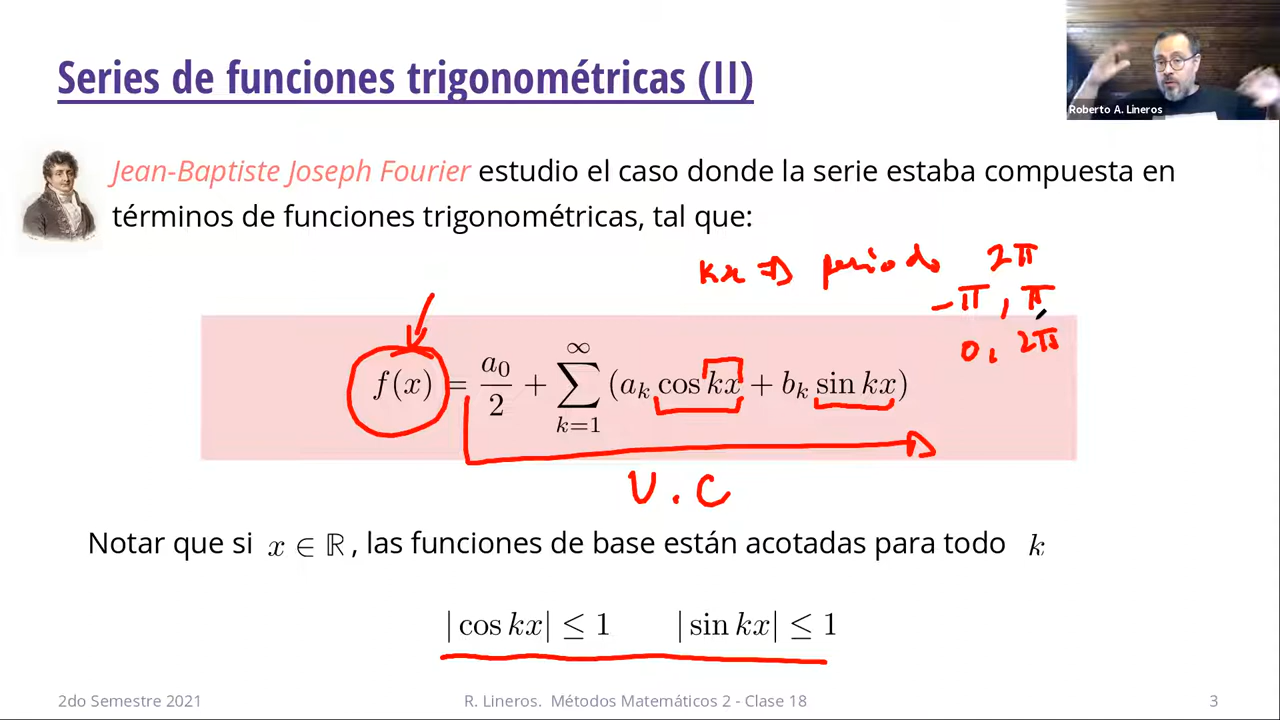 Series de funciones trigonométricas (II)
Roberto A. Lineros
Jean-Baptiste Joseph Fourier estudio el caso donde la serie estaba compuesta en
términos de funciones trigonométricas, tal que:
kx ⇒ periodo 2π
-π, π
0, 2π
f(x) = a_0/2 + ∑_{k=1}^{∞} (a_k cos kx + b_k sin kx)
U.C
Notar que si x ∈ ℝ, las funciones de base están acotadas para todo k
|cos kx| ≤ 1 |sin kx| ≤ 1
2do Semestre 2021 R. Lineros. Métodos Matemáticos 2 - Clase 18 3